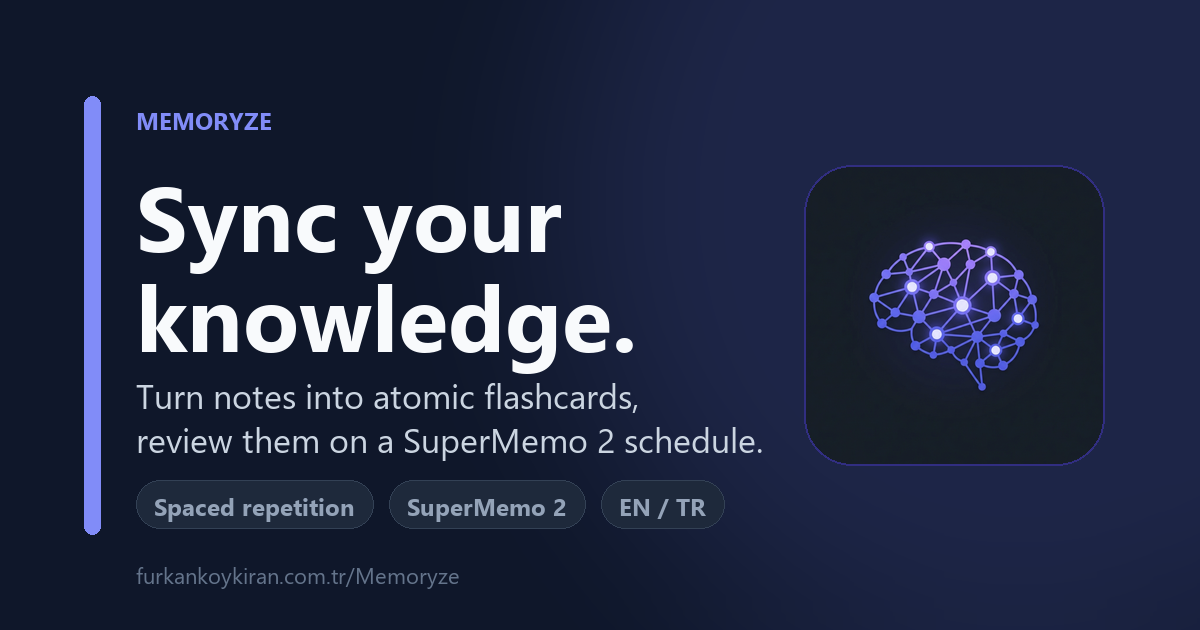 MEMORYZE
Sync your
knowledge.
Turn notes into atomic flashcards,
review them on a SuperMemo 2 schedule.
Spaced repetition
SuperMemo 2
EN / TR
furkankoykiran.com.tr/Memoryze